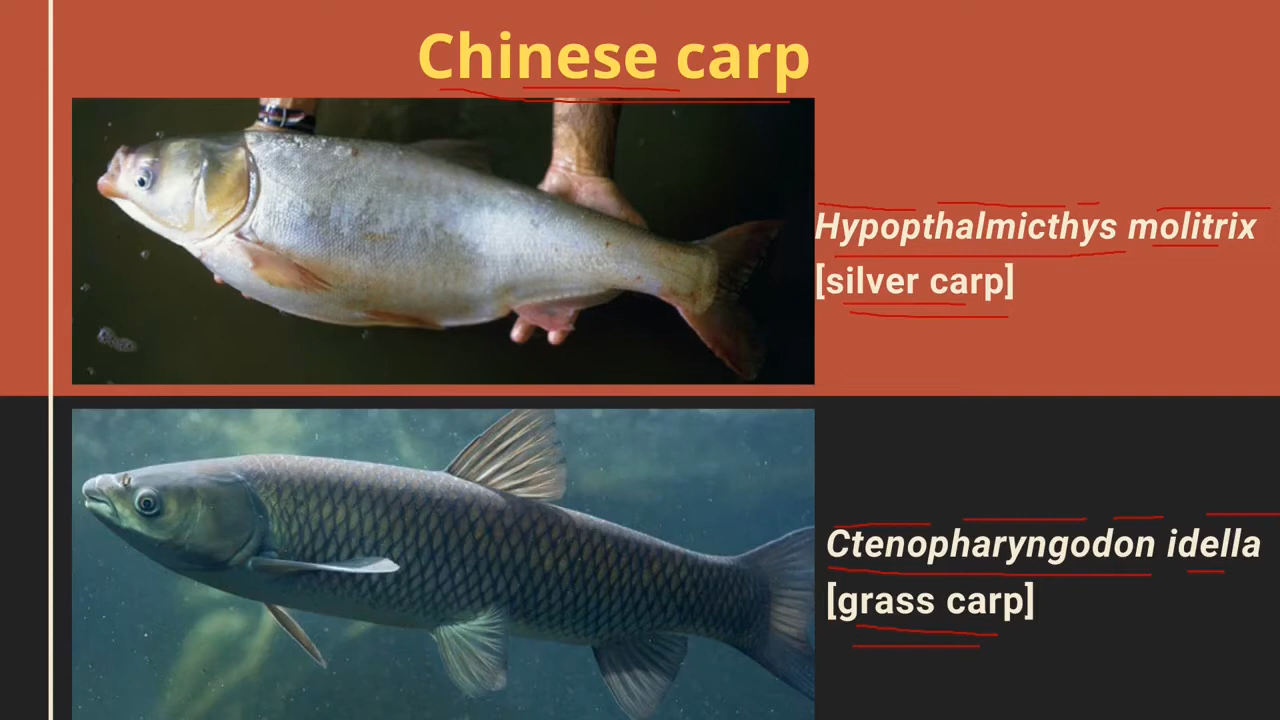 Chinese carp
Hypopthalmicthys molitrix
[silver carp]
Ctenopharyngodon idella
[grass carp]